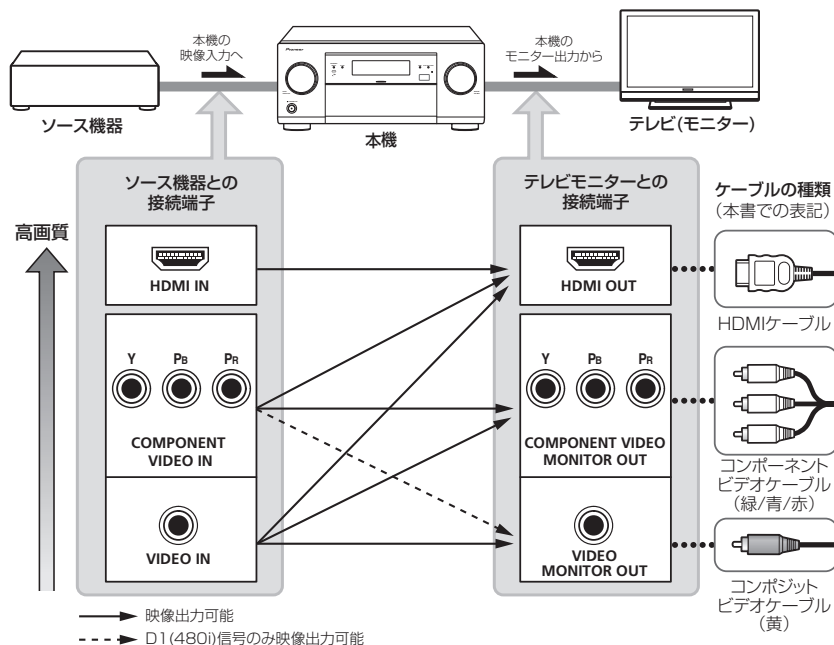 本機の
映像入力へ
本機の
モニター出力から
Pioneer
ソース機器
本機
テレビ(モニター)
ソース機器との
接続端子
テレビモニターとの
接続端子
ケーブルの種類
(本書での表記)
高画質
HDMI IN
HDMI OUT
HDMIケーブル
Y PB PR
Y PB PR
COMPONENT
VIDEO IN
COMPONENT VIDEO
MONITOR OUT
コンポーネント
ビデオケーブル
(緑/青/赤)
VIDEO IN
VIDEO
MONITOR OUT
コンポジット
ビデオケーブル
(黄)
映像出力可能
D1(480i)信号のみ映像出力可能